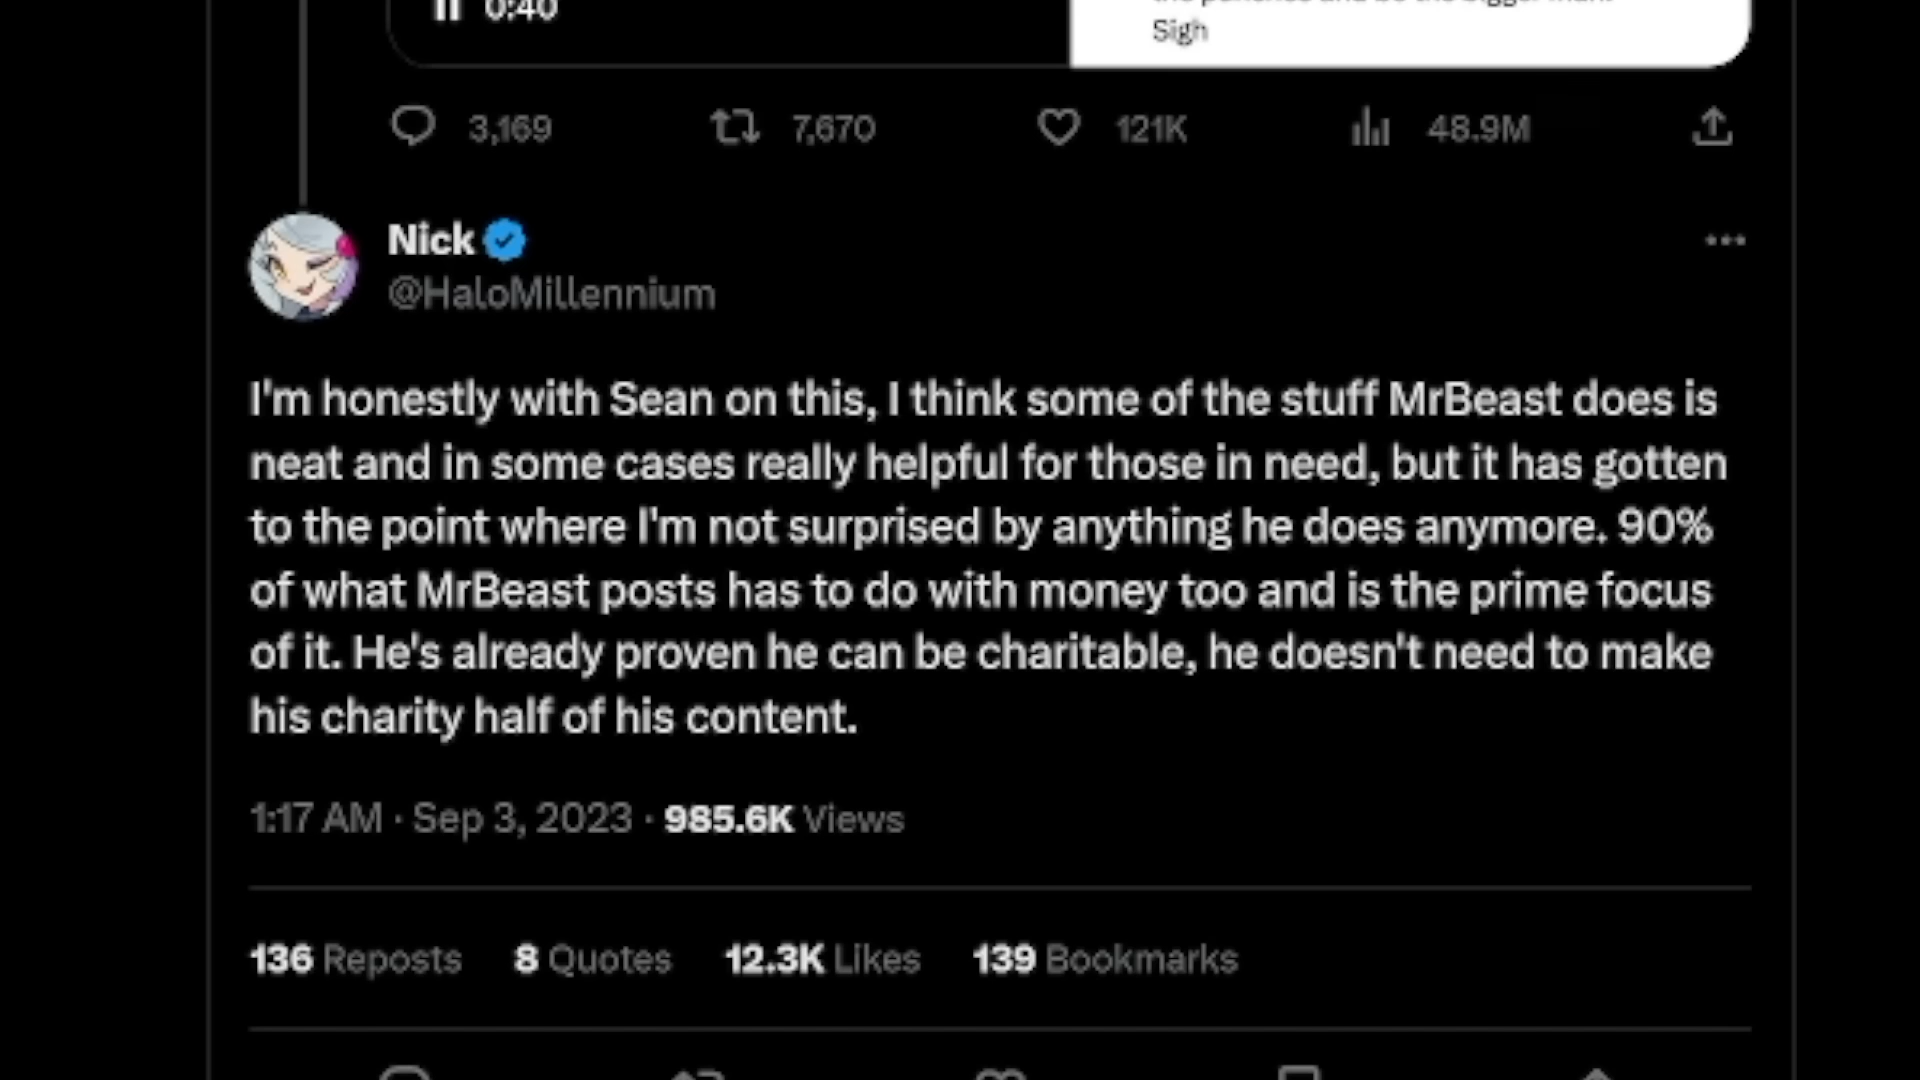 0:40
Sigh
3,169 7,670 121K 48.9M
Nick
@HaloMillennium
I'm honestly with Sean on this, I think some of the stuff MrBeast does is
neat and in some cases really helpful for those in need, but it has gotten
to the point where I'm not surprised by anything he does anymore. 90%
of what MrBeast posts has to do with money too and is the prime focus
of it. He's already proven he can be charitable, he doesn't need to make
his charity half of his content.
1:17 AM · Sep 3, 2023 · 985.6K Views
136 Reposts 8 Quotes 12.3K Likes 139 Bookmarks